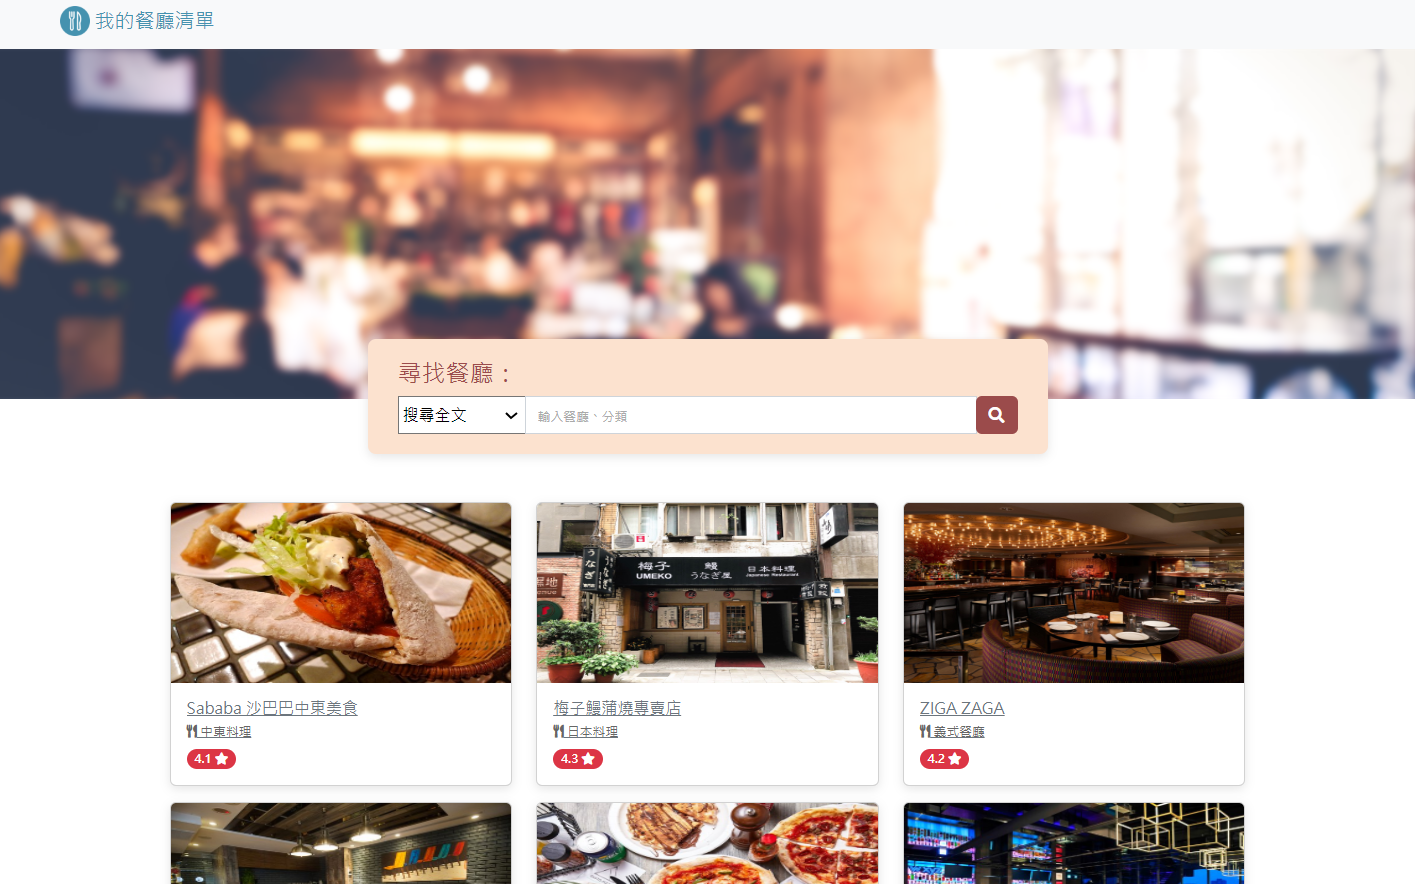 我的餐廳清單
尋找餐廳：
搜尋全文
輸入餐廳、分類
梅子 鰻 日本料理
UMEKO うなぎ屋 Japanese Restaurant
Sababa 沙巴巴中東美食
中東料理
4.1
梅子鰻蒲燒專賣店
日本料理
4.3
ZIGA ZAGA
義式餐廳
4.2